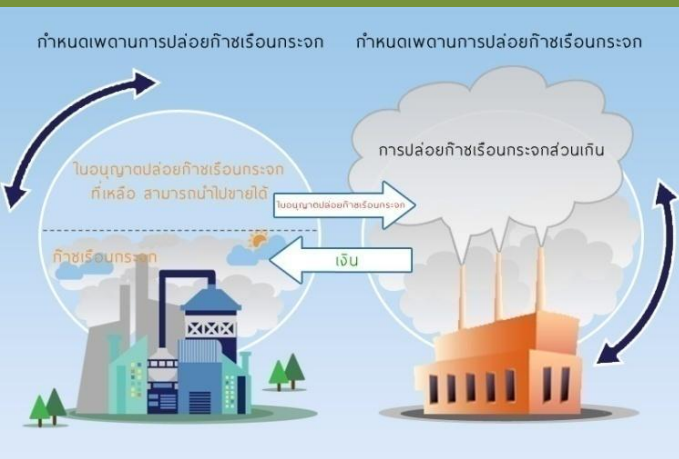 กำหนดเพดานการปล่อยก๊าซเรือนกระจก
กำหนดเพดานการปล่อยก๊าซเรือนกระจก
ใบอนุญาตปล่อยก๊าซเรือนกระจก
ที่เหลือ สามารถนำไปขายได้
การปล่อยก๊าซเรือนกระจกส่วนเกิน
ใบอนุญาตปล่อยก๊าซเรือนกระจก
ก๊าซเรือนกระจก
เงิน